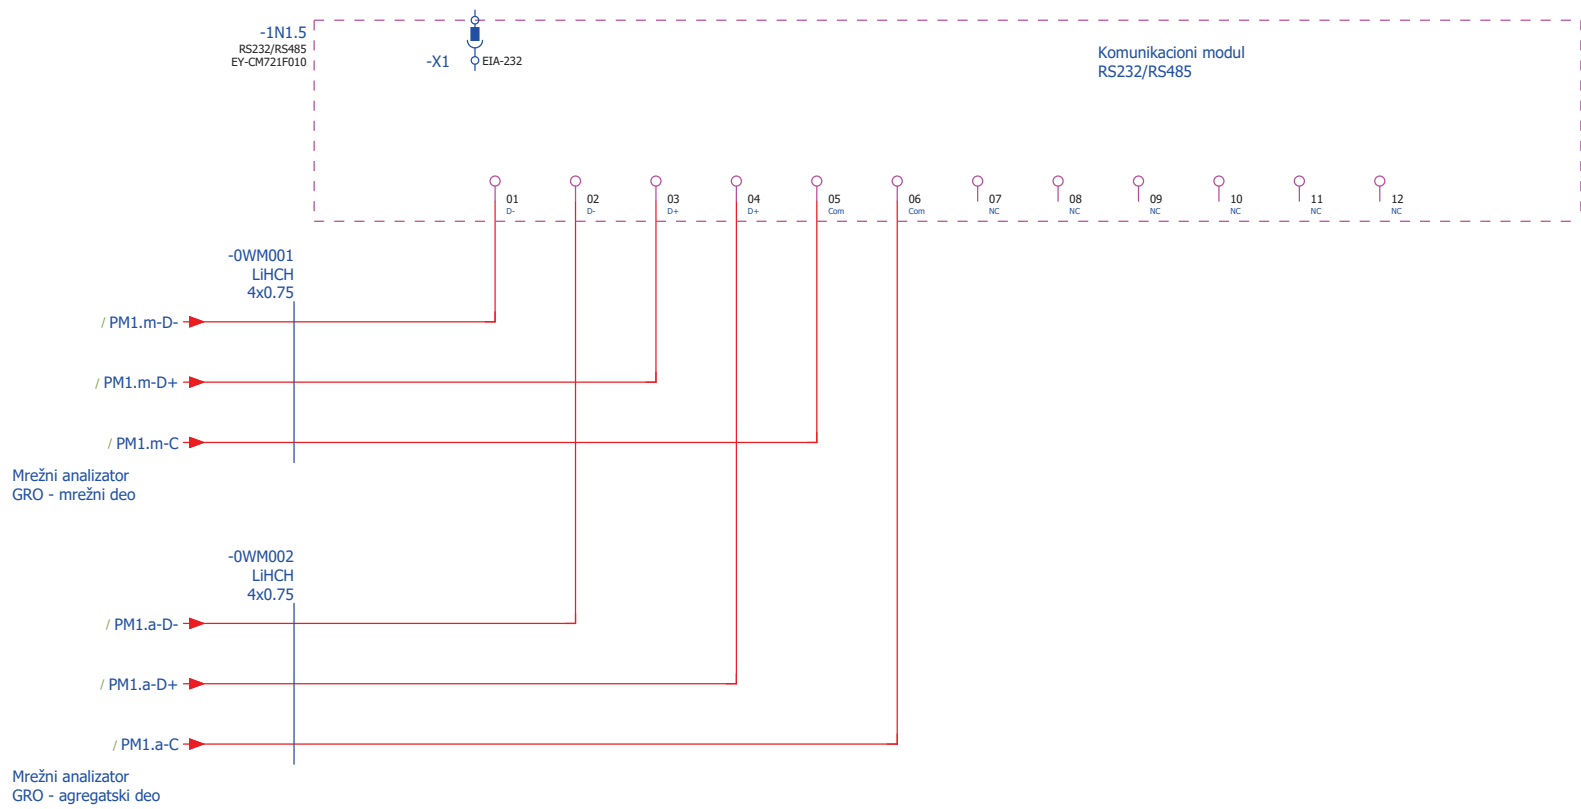 -1N1.5
RS232/RS485
EY-CM721F010
-X1
EIA-232
Komunikacioni modul
RS232/RS485
01
D-
02
D-
03
D+
04
D+
05
Com
06
Com
07
NC
08
NC
09
NC
10
NC
11
NC
12
NC
-0WM001
LiHCH
4x0.75
/ PM1.m-D-
/ PM1.m-D+
/ PM1.m-C
Mrežni analizator
GRO - mrežni deo
-0WM002
LiHCH
4x0.75
/ PM1.a-D-
/ PM1.a-D+
/ PM1.a-C
Mrežni analizator
GRO - agregatski deo